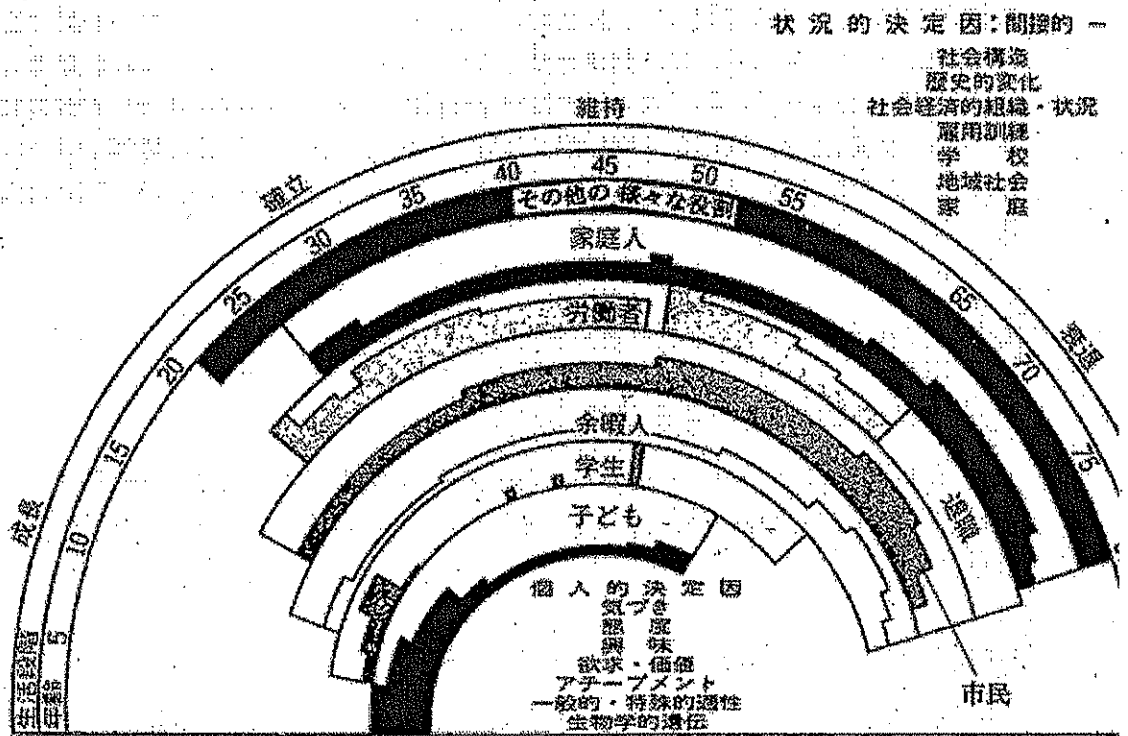 状況的決定因：間接的 ー
社会構造
歴史的変化
社会経済的組織・状況
雇用訓練
学 校
地域社会
家 庭
維持
確立
成長
衰退
5
10
15
20
25
30
35
40
45
50
55
65
70
75
その他の様々な役割
家庭人
労働者
余暇人
学生
子ども
退職
市民
個人的決定因
気づき
態 度
興 味
欲求・価値
アチーブメント
一般的・特殊的適性
生物学的遺伝
生活段階
年齢